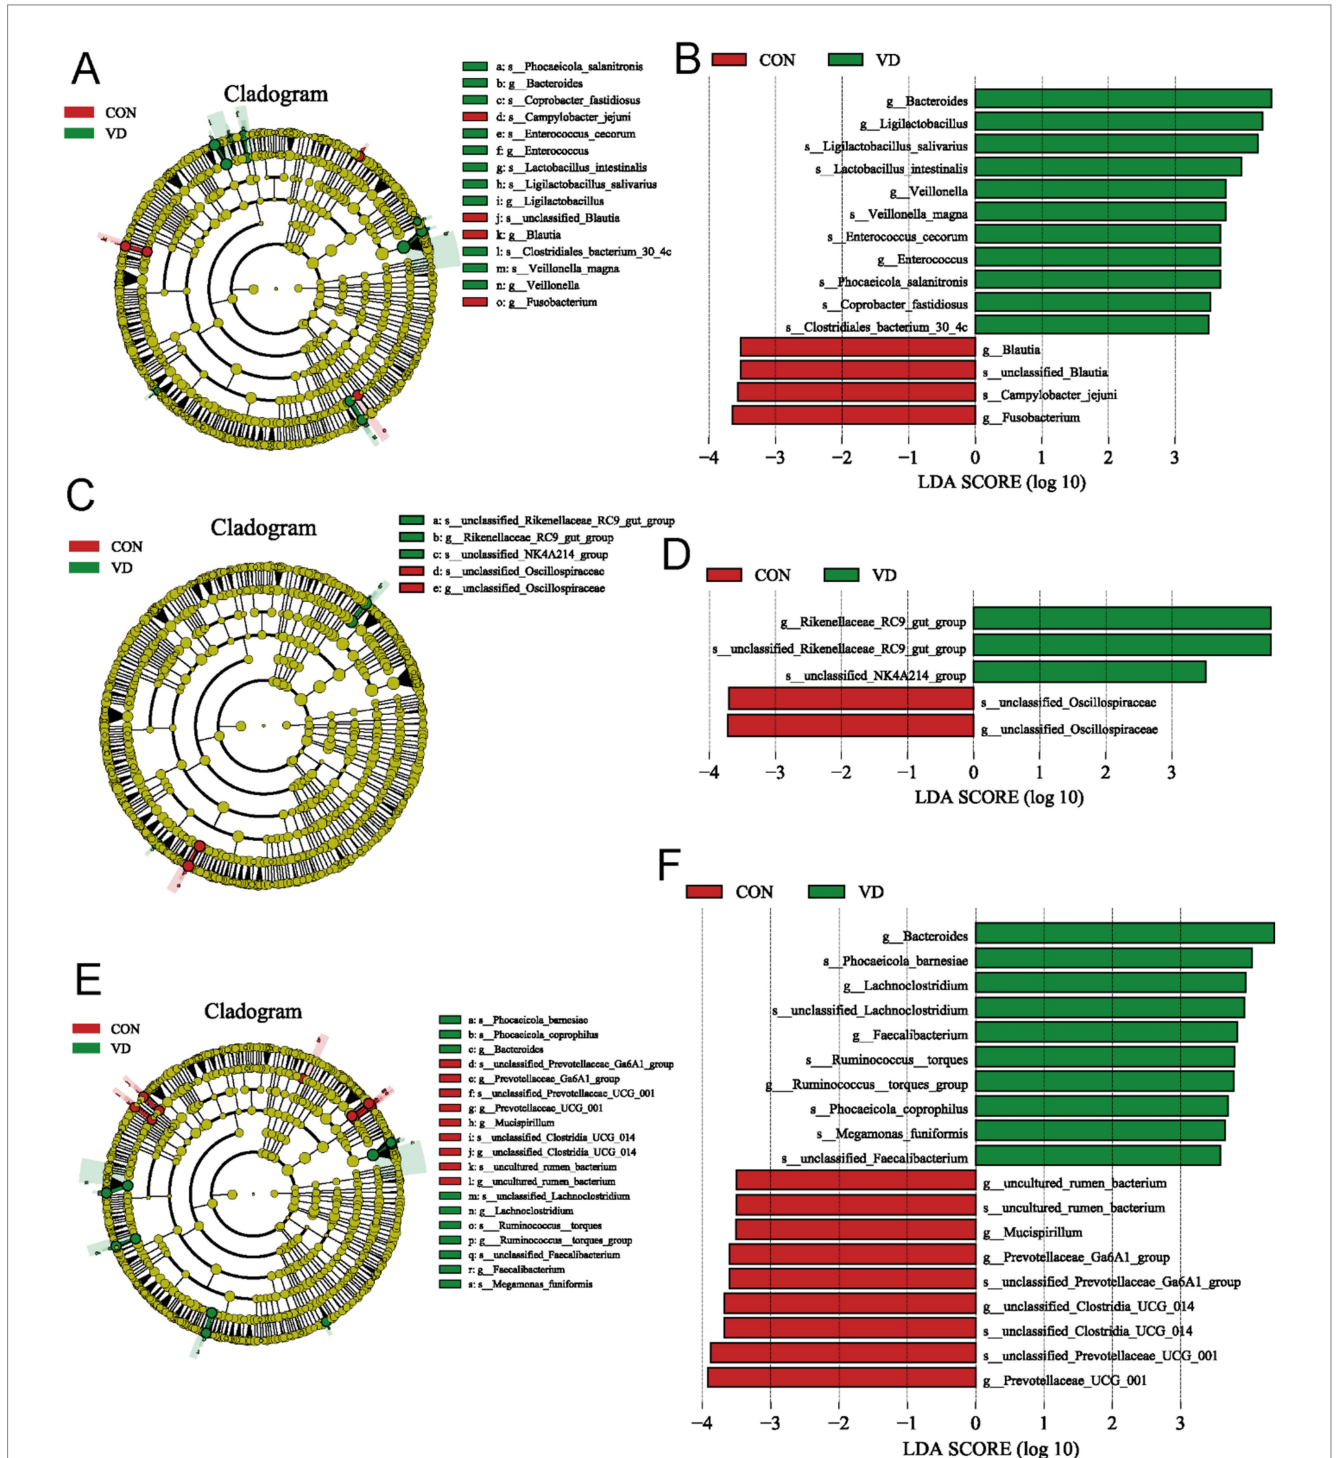 A
Cladogram
CON
VD
a: s__Phocaeicola_salanitronis
b: g__Bacteroides
c: s__Coprobacter_fastidiosus
d: s__Campylobacter_jejuni
e: s__Enterococcus_cecorum
f: g__Enterococcus
g: s__Lactobacillus_intestinalis
h: s__Ligilactobacillus_salivarius
i: g__Ligilactobacillus
j: s__unclassified_Blautia
k: g__Blautia
l: s__Clostridiales_bacterium_30_4c
m: s__Veillonella_magna
n: g__Veillonella
o: g__Fusobacterium
B
CON VD
g__Bacteroides
g__Ligilactobacillus
s__Ligilactobacillus_salivarius
s__Lactobacillus_intestinalis
g__Veillonella
s__Veillonella_magna
s__Enterococcus_cecorum
g__Enterococcus
s__Phocaeicola_salanitronis
s__Coprobacter_fastidiosus
s__Clostridiales_bacterium_30_4c
g__Blautia
s__unclassified_Blautia
s__Campylobacter_jejuni
g__Fusobacterium
−4 −3 −2 −1 0 1 2 3
LDA SCORE (log 10)
C
Cladogram
CON
VD
a: s__unclassified_Rikenellaceae_RC9_gut_group
b: g__Rikenellaceae_RC9_gut_group
c: s__unclassified_NK4A214_group
d: s__unclassified_Oscillospiraceae
e: g__unclassified_Oscillospiraceae
D
CON VD
g__Rikenellaceae_RC9_gut_group
s__unclassified_Rikenellaceae_RC9_gut_group
s__unclassified_NK4A214_group
s__unclassified_Oscillospiraceae
g__unclassified_Oscillospiraceae
−4 −3 −2 −1 0 1 2 3
LDA SCORE (log 10)
E
Cladogram
CON
VD
a: s__Phocaeicola_barnesiae
b: s__Phocaeicola_coprophilus
c: g__Bacteroides
d: s__unclassified_Prevotellaceae_Ga6A1_group
e: g__Prevotellaceae_Ga6A1_group
f: s__unclassified_Prevotellaceae_UCG_001
g: g__Prevotellaceae_UCG_001
h: g__Mucispirillum
i: s__unclassified_Clostridia_UCG_014
j: g__unclassified_Clostridia_UCG_014
k: s__uncultured_rumen_bacterium
l: g__uncultured_rumen_bacterium
m: s__unclassified_Lachnoclostridium
n: g__Lachnoclostridium
o: s__Ruminococcus__torques
p: g__Ruminococcus__torques_group
q: s__unclassified_Faecalibacterium
r: g__Faecalibacterium
s: s__Megamonas_funiformis
F
CON VD
g__Bacteroides
s__Phocaeicola_barnesiae
g__Lachnoclostridium
s__unclassified_Lachnoclostridium
g__Faecalibacterium
s__Ruminococcus__torques
g__Ruminococcus__torques_group
s__Phocaeicola_coprophilus
s__Megamonas_funiformis
s__unclassified_Faecalibacterium
g__uncultured_rumen_bacterium
s__uncultured_rumen_bacterium
g__Mucispirillum
g__Prevotellaceae_Ga6A1_group
s__unclassified_Prevotellaceae_Ga6A1_group
g__unclassified_Clostridia_UCG_014
s__unclassified_Clostridia_UCG_014
s__unclassified_Prevotellaceae_UCG_001
g__Prevotellaceae_UCG_001
−4 −3 −2 −1 0 1 2 3
LDA SCORE (log 10)